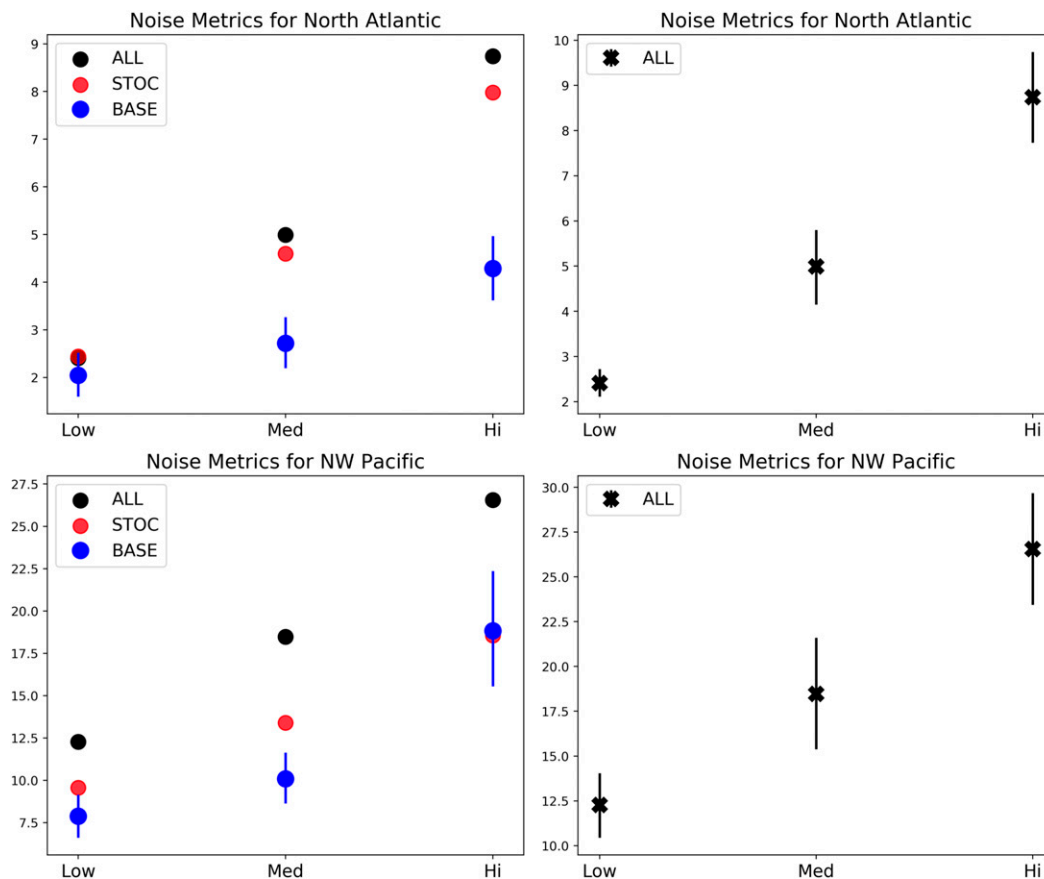 Noise Metrics for North Atlantic
9
8
7
6
5
4
3
2
ALL
STOC
BASE
Low Med Hi
Noise Metrics for North Atlantic
10
9
8
7
6
5
4
3
2
ALL
Low Med Hi
Noise Metrics for NW Pacific
27.5
25.0
22.5
20.0
17.5
15.0
12.5
10.0
7.5
ALL
STOC
BASE
Low Med Hi
Noise Metrics for NW Pacific
30.0
27.5
25.0
22.5
20.0
17.5
15.0
12.5
10.0
ALL
Low Med Hi